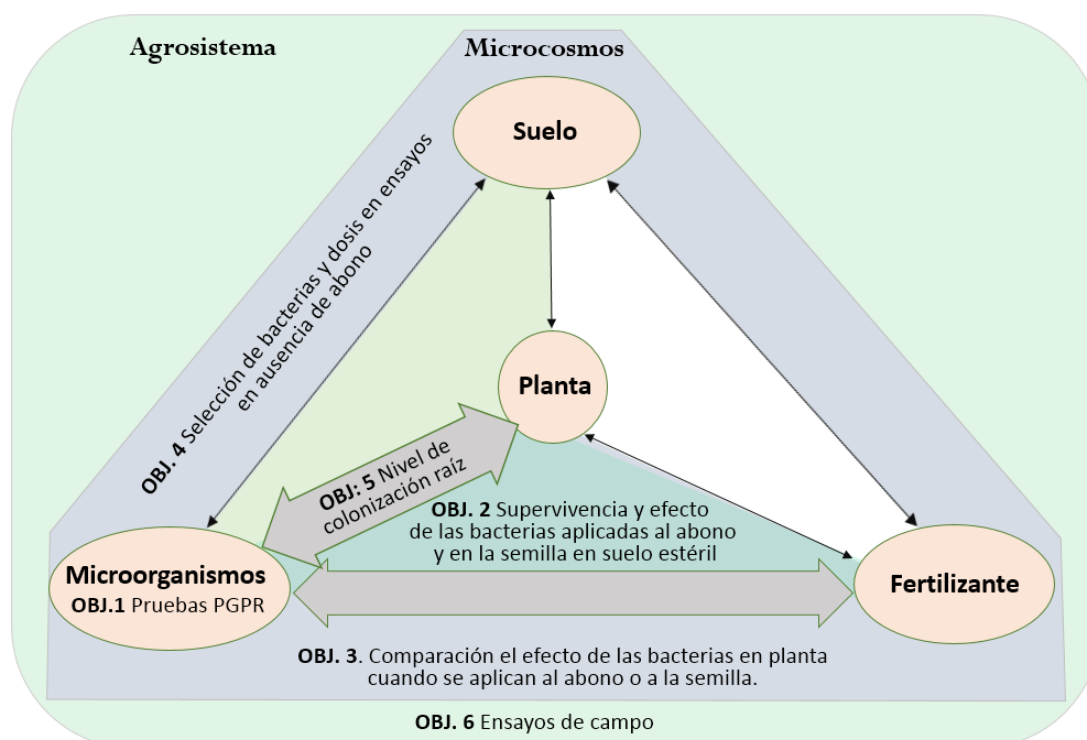 Agrosistema
Microcosmos
Suelo
OBJ. 4 Selección de bacterias y dosis en ensayos
en ausencia de abono
Planta
OBJ: 5 Nivel de
colonización raíz
OBJ. 2 Supervivencia y efecto
de las bacterias aplicadas al abono
y en la semilla en suelo estéril
Microorganismos
OBJ.1 Pruebas PGPR
Fertilizante
OBJ. 3. Comparación el efecto de las bacterias en planta
cuando se aplican al abono o a la semilla.
OBJ. 6 Ensayos de campo